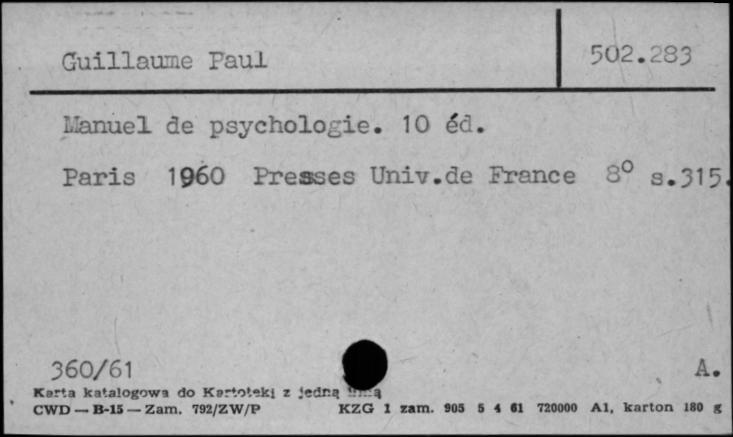 Guillaume Paul 502.283
Manuel de psychologie. 10 éd.
Paris 1960 Presses Univ.de France 8° s.315.
360/61 A.
Karta katalogowa do Kartoteki z jedną
CWD — B-15 — Zam. 792/ZW/P KZG 1 zam. 905 5 4 61 720000 A1, karton 180 g